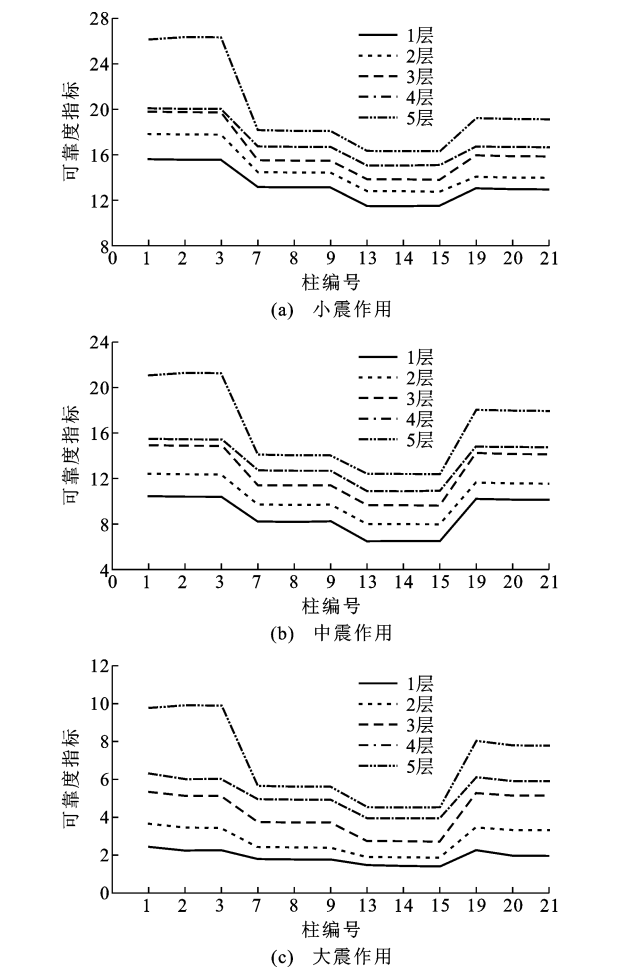 28
24
20
16
12
8
可靠度指标
1层
2层
3层
4层
5层
0 1 2 3 7 8 9 13 14 15 19 20 21
柱编号
(a) 小震作用
24
20
16
12
8
4
可靠度指标
1层
2层
3层
4层
5层
0 1 2 3 7 8 9 13 14 15 19 20 21
柱编号
(b) 中震作用
12
10
8
6
4
2
0
可靠度指标
1层
2层
3层
4层
5层
1 2 3 7 8 9 13 14 15 19 20 21
柱编号
(c) 大震作用